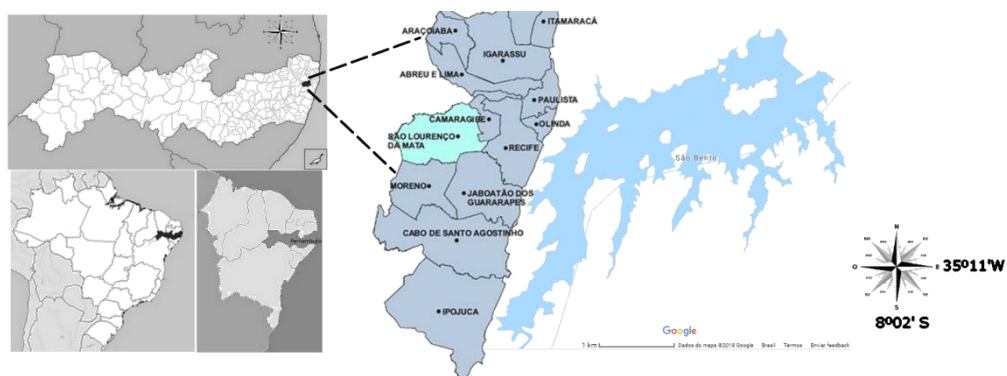 Pernambuco
ITAMARACÁ
ARAÇOIABA
IGARASSU
ABREU E LIMA
PAULISTA
CAMARAGIBE
OLINDA
SÃO LOURENÇO
DA MATA
RECIFE
MORENO
JABOATÃO DOS
GUARARAPES
CABO DE SANTO AGOSTINHO
IPOJUCA
São Bento
Google
1 km
Dados do mapa ©2018 Google Brasil Termos Enviar feedback
N
O
E
S
35º11'W
8º02' S